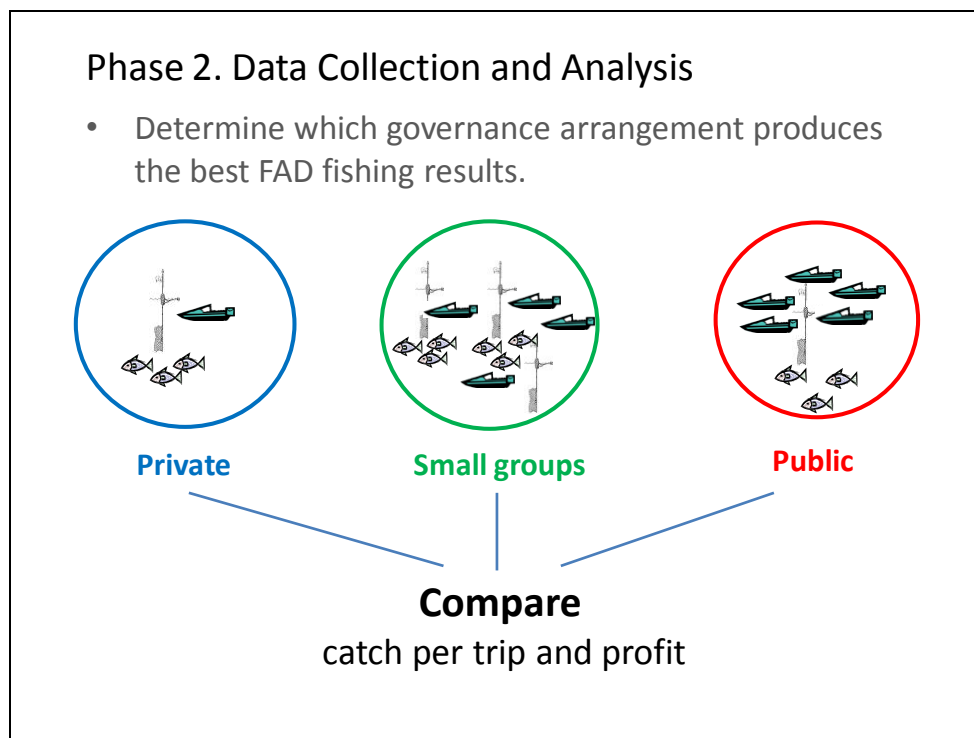 Phase 2. Data Collection and Analysis
• Determine which governance arrangement produces
the best FAD fishing results.
Private
Small groups
Public
Compare
catch per trip and profit